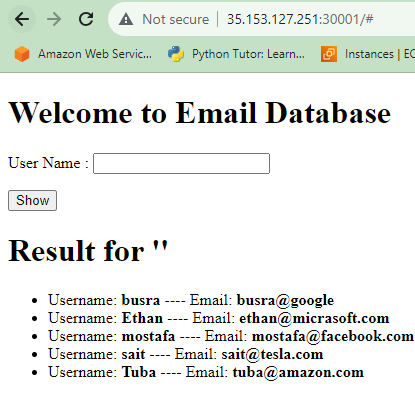 Not secure | 35.153.127.251:30001/#
Amazon Web Servic... Python Tutor: Learn... Instances | EC
Welcome to Email Database
User Name :
Show
Result for ''
Username: busra ---- Email: busra@google
Username: Ethan ---- Email: ethan@micrasoft.com
Username: mostafa ---- Email: mostafa@facebook.com
Username: sait ---- Email: sait@tesla.com
Username: Tuba ---- Email: tuba@amazon.com